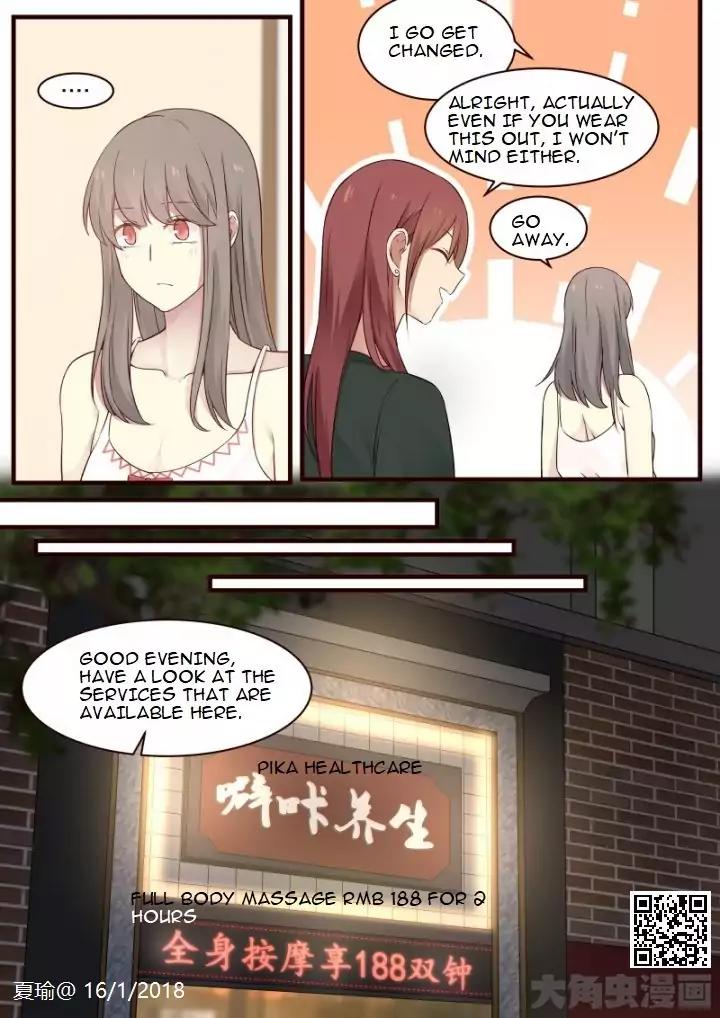 ....
I GO GET
CHANGED.
ALRIGHT, ACTUALLY
EVEN IF YOU WEAR
THIS OUT, I WON'T
MIND EITHER.
GO
AWAY.
GOOD EVENING,
HAVE A LOOK AT THE
SERVICES THAT ARE
AVAILABLE HERE.
PIKA HEALTHCARE
噼咔养生
FULL BODY MASSAGE RMB 188 FOR 2
HOURS
全身按摩享188双钟
夏瑜@ 16/1/2018
大角虫漫画